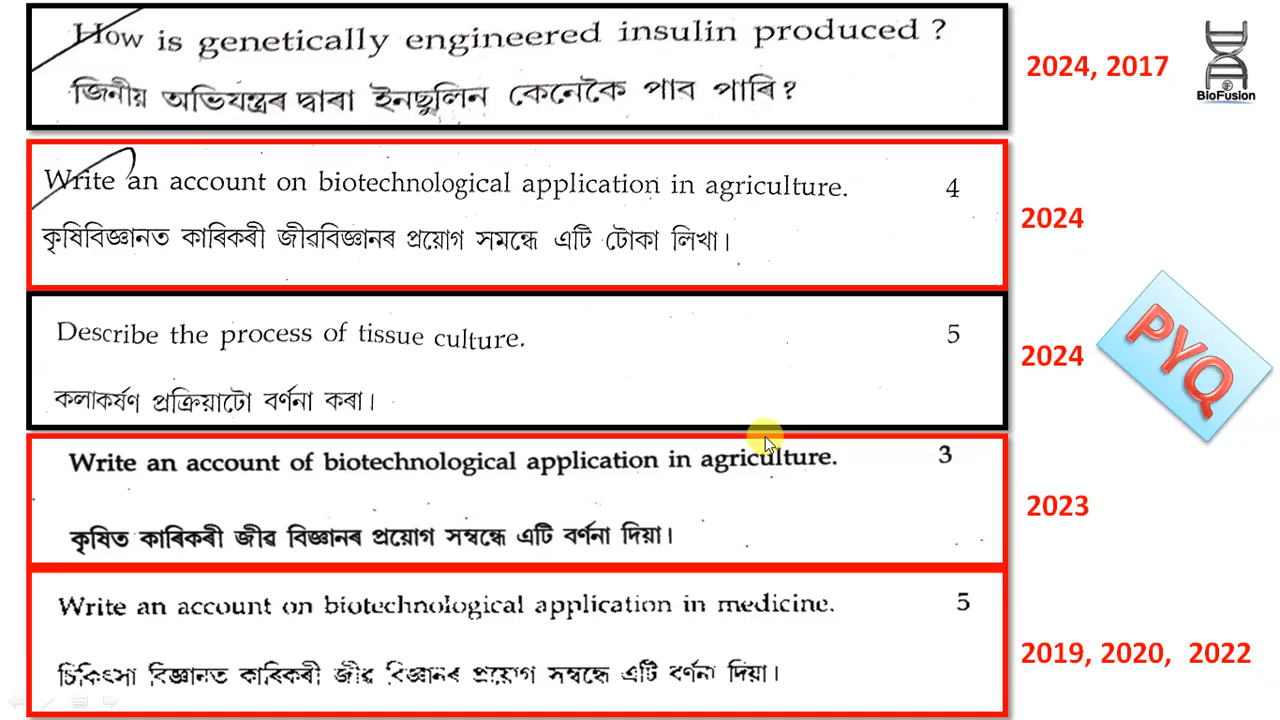 How is genetically engineered insulin produced ?
জিনীয় অভিযন্ত্ৰৰ দ্বাৰা ইনছুলিন কেনেকৈ পাব পাৰি?
2024, 2017
BioFusion
Write an account on biotechnological application in agriculture. 4
কৃষিবিজ্ঞানত কাৰিকৰী জীৱবিজ্ঞানৰ প্ৰয়োগ সমন্ধে এটি টোকা লিখা।
2024
Describe the process of tissue culture. 5
কলাকৰ্ষণ প্ৰক্ৰিয়াটো বৰ্ণনা কৰা।
2024
PYQ
Write an account of biotechnological application in agriculture. 3
কৃষিত কাৰিকৰী জীৱ বিজ্ঞানৰ প্ৰয়োগ সম্বন্ধে এটি বৰ্ণনা দিয়া।
2023
Write an account on biotechnological application in medicine. 5
চিকিৎসা বিজ্ঞানত কাৰিকৰী জীৱ বিজ্ঞানৰ প্ৰয়োগ সম্বন্ধে এটি বৰ্ণনা দিয়া।
2019, 2020, 2022